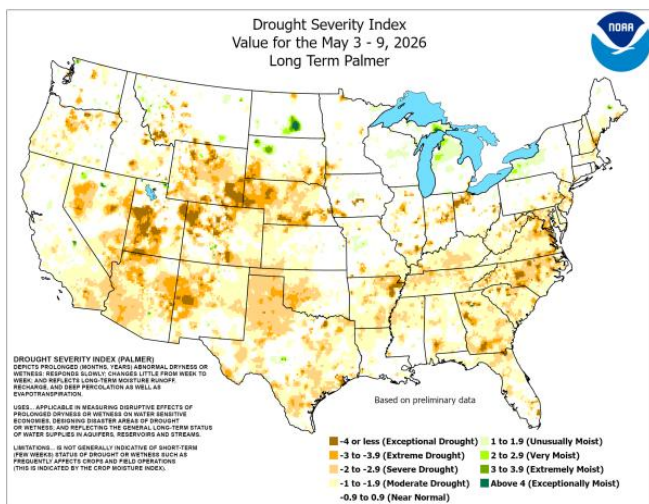 Drought Severity Index
Value for the May 3 - 9, 2026
Long Term Palmer
NOAA
DROUGHT SEVERITY INDEX (PALMER)
DEPICTS PROLONGED (MONTHS, YEARS) ABNORMAL DRYNESS OR
WETNESS; RESPONDS SLOWLY; CHANGES LITTLE FROM WEEK TO
WEEK; AND REFLECTS LONG-TERM MOISTURE RUNOFF,
RECHARGE, AND DEEP PERCOLATION AS WELL AS
EVAPOTRANSPIRATION.
USES... APPLICABLE IN MEASURING DISRUPTIVE EFFECTS OF
PROLONGED DRYNESS OR WETNESS ON WATER SENSITIVE
ECONOMIES, DESIGNING DISASTER AREAS OF DROUGHT
OR WETNESS; AND REFLECTING THE GENERAL LONG-TERM STATUS
OF WATER SUPPLIES IN AQUIFERS, RESERVOIRS AND STREAMS.
LIMITATIONS... IS NOT GENERALLY INDICATIVE OF SHORT-TERM
(FEW WEEKS) STATUS OF DROUGHT OR WETNESS SUCH AS
FREQUENTLY AFFECTS CROPS AND FIELD OPERATIONS
(THIS IS INDICATED BY THE CROP MOISTURE INDEX).
Based on preliminary data
-4 or less (Exceptional Drought)
-3 to -3.9 (Extreme Drought)
-2 to -2.9 (Severe Drought)
-1 to -1.9 (Moderate Drought)
-0.9 to 0.9 (Near Normal)
1 to 1.9 (Unusually Moist)
2 to 2.9 (Very Moist)
3 to 3.9 (Extremely Moist)
Above 4 (Exceptionally Moist)